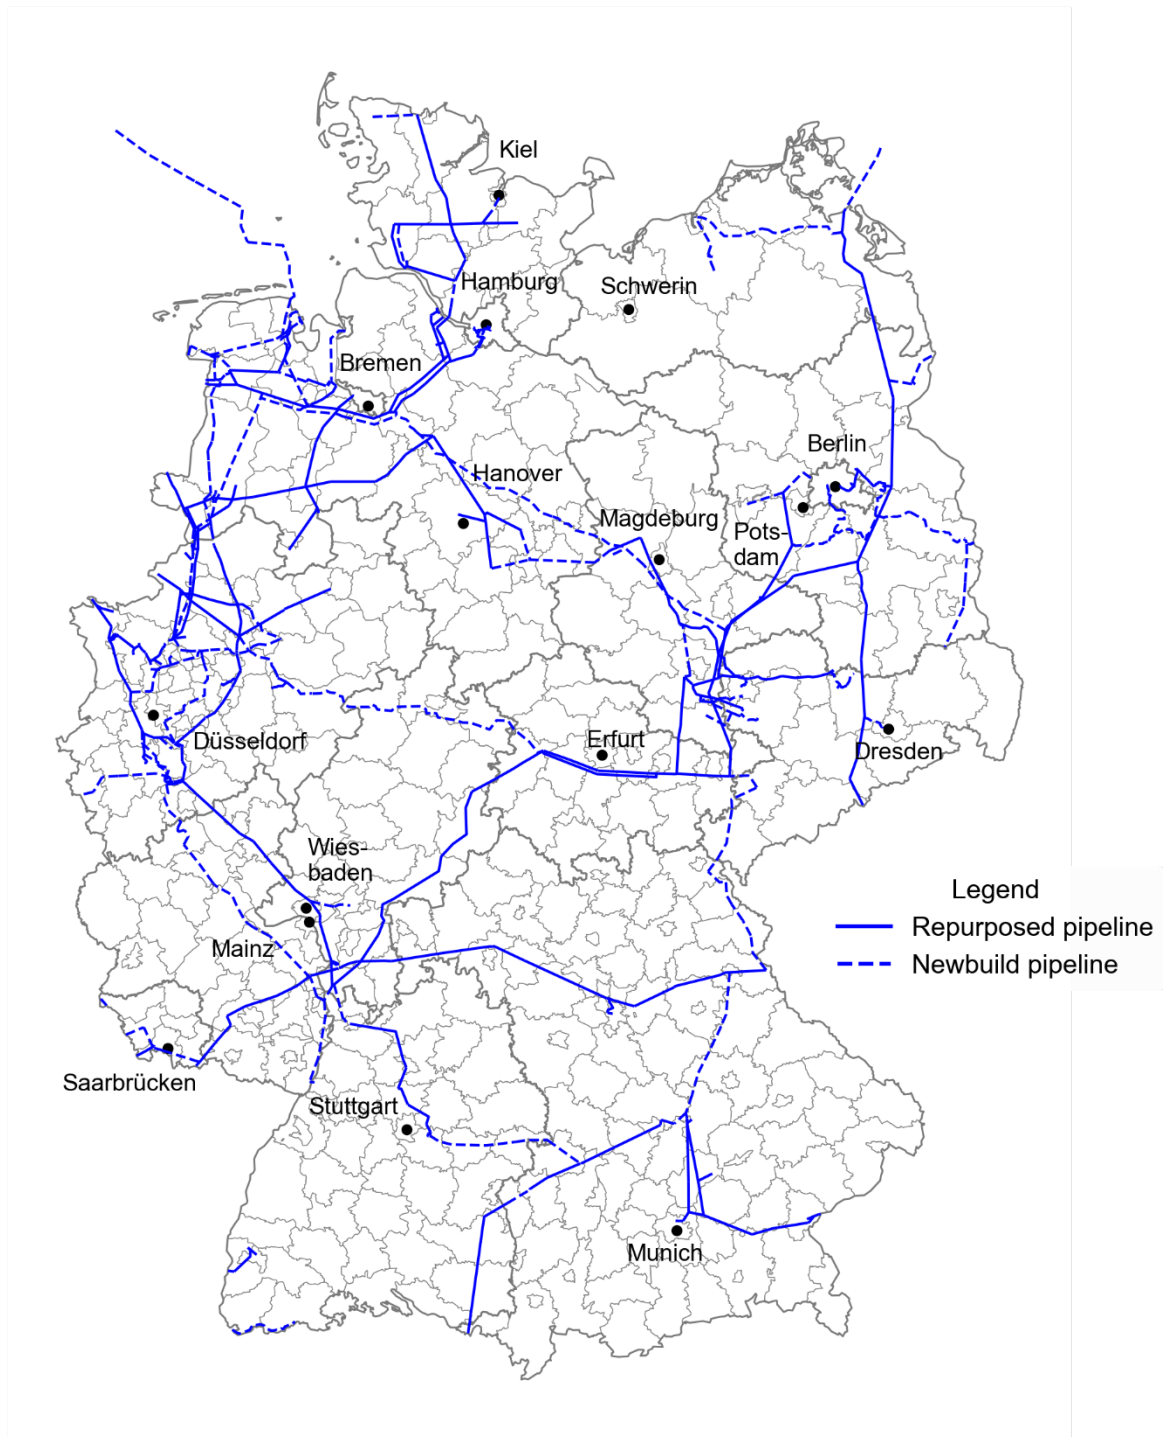 Kiel
Hamburg
Schwerin
Bremen
Berlin
Hanover
Magdeburg
Pots-
dam
Düsseldorf
Erfurt
Dresden
Wies-
baden
Mainz
Legend
Repurposed pipeline
Newbuild pipeline
Saarbrücken
Stuttgart
Munich